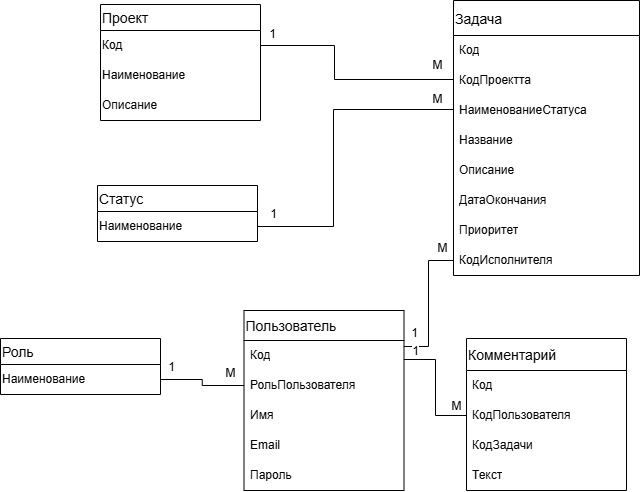 Проект
Код
Наименование
Описание
1
М
Задача
Код
КодПроектта
НаименованиеСтатуса
Название
Описание
ДатаОкончания
Приоритет
КодИсполнителя
М
Статус
Наименование
1
М
Пользователь
Код
РольПользователя
Имя
Email
Пароль
1
1
Роль
Наименование
1
М
Комментарий
Код
КодПользователя
КодЗадачи
Текст
М